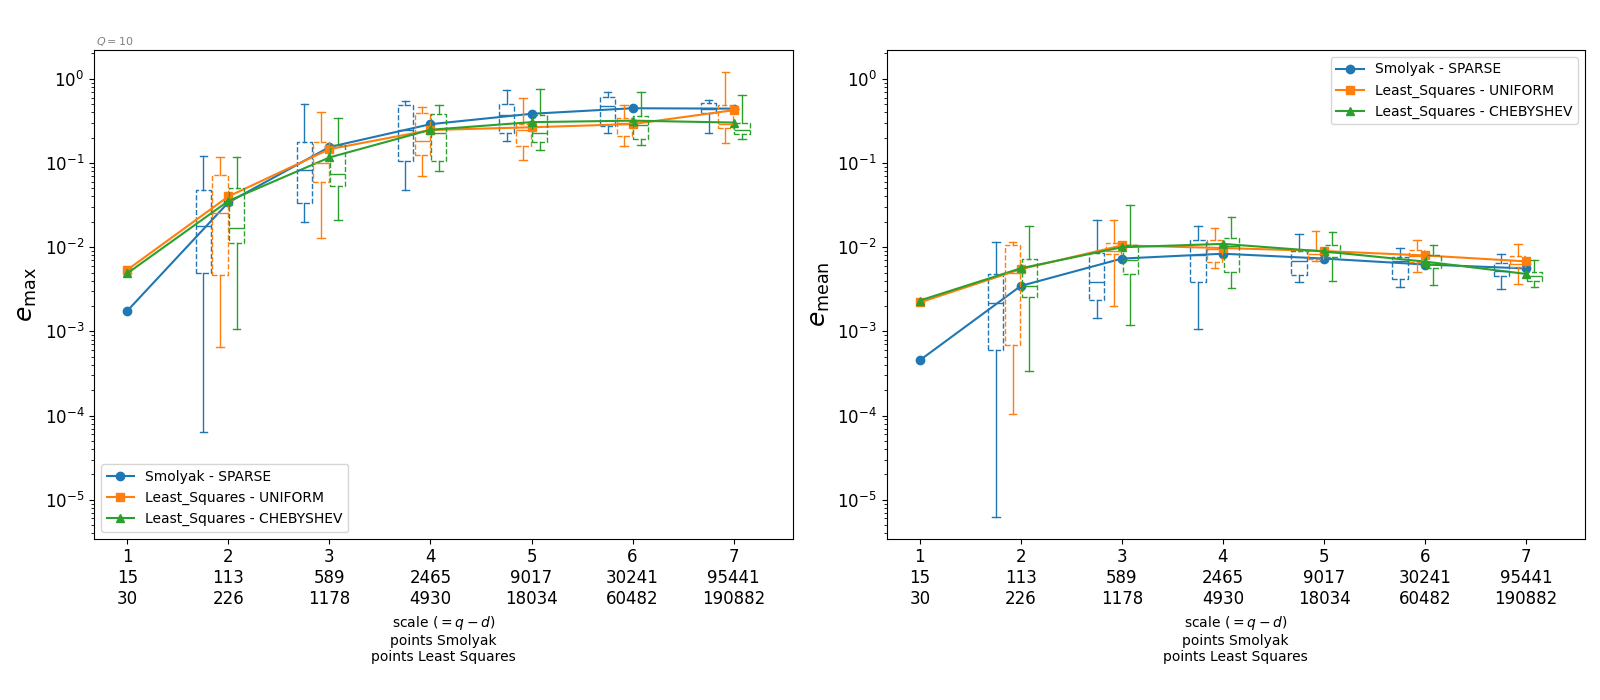 Q = 10
e_max
10^0
10^-1
10^-2
10^-3
10^-4
10^-5
Smolyak - SPARSE
Least_Squares - UNIFORM
Least_Squares - CHEBYSHEV
1 2 3 4 5 6 7
15 113 589 2465 9017 30241 95441
30 226 1178 4930 18034 60482 190882
scale (= q − d)
points Smolyak
points Least Squares
e_mean
10^0
10^-1
10^-2
10^-3
10^-4
10^-5
Smolyak - SPARSE
Least_Squares - UNIFORM
Least_Squares - CHEBYSHEV
1 2 3 4 5 6 7
15 113 589 2465 9017 30241 95441
30 226 1178 4930 18034 60482 190882
scale (= q − d)
points Smolyak
points Least Squares